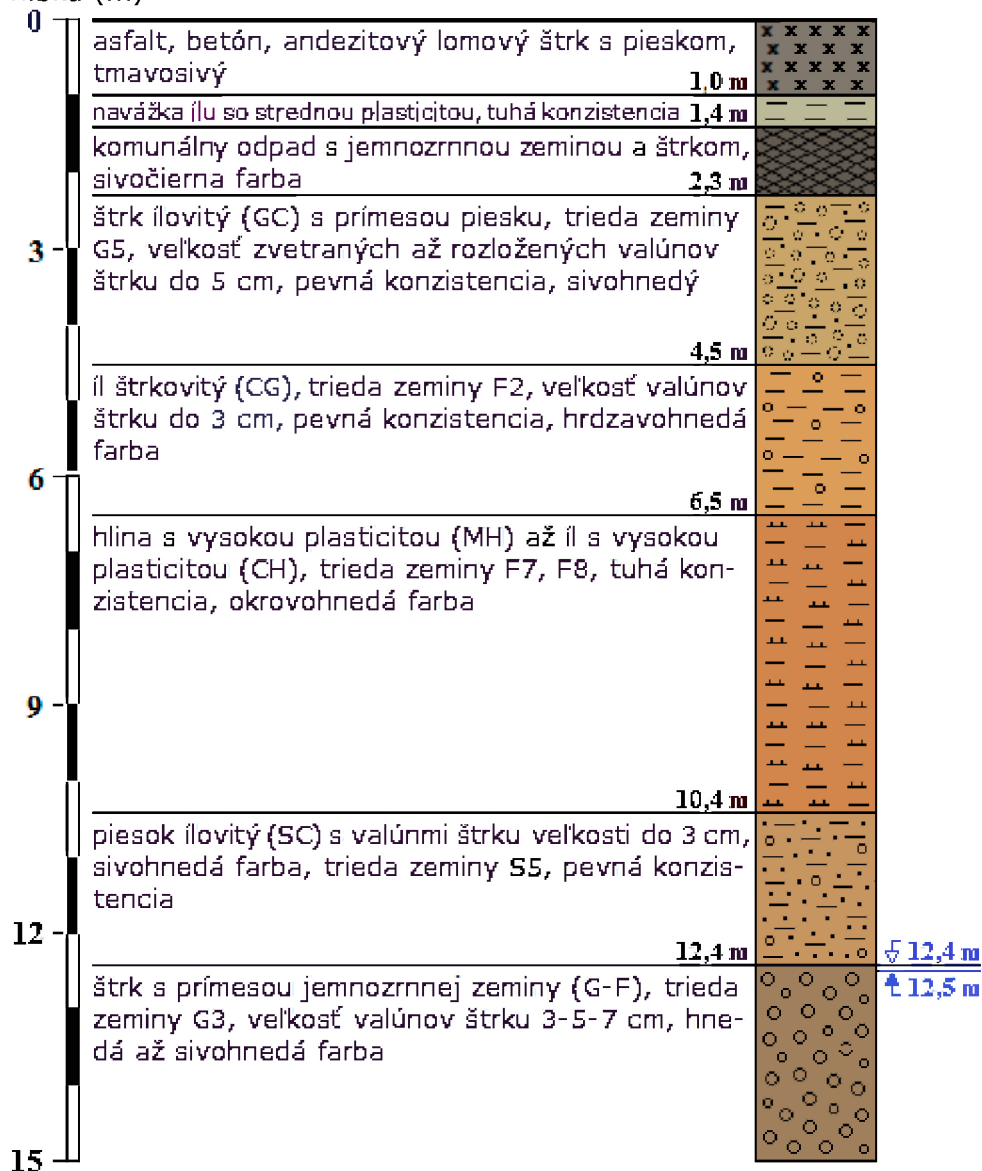 0
asfalt, betón, andezitový lomový štrk s pieskom,
tmavosivý
1,0 m
navážka ílu so strednou plasticitou, tuhá konzistencia 1,4 m
komunálny odpad s jemnozrnnou zeminou a štrkom,
sivočierna farba
2,3 m
štrk ílovitý (GC) s prímesou piesku, trieda zeminy
3
G5, veľkosť zvetraných až rozložených valúnov
štrku do 5 cm, pevná konzistencia, sivohnedý
4,5 m
íl štrkovitý (CG), trieda zeminy F2, veľkosť valúnov
štrku do 3 cm, pevná konzistencia, hrdzavohnedá
farba
6
6,5 m
hlina s vysokou plasticitou (MH) až íl s vysokou
plasticitou (CH), trieda zeminy F7, F8, tuhá kon-
zistencia, okrovohnedá farba
9
10,4 m
piesok ílovitý (SC) s valúnmi štrku veľkosti do 3 cm,
sivohnedá farba, trieda zeminy S5, pevná konzis-
tencia
12
12,4 m
12,4 m
12,5 m
štrk s prímesou jemnozrnnej zeminy (G-F), trieda
zeminy G3, veľkosť valúnov štrku 3-5-7 cm, hne-
dá až sivohnedá farba
15